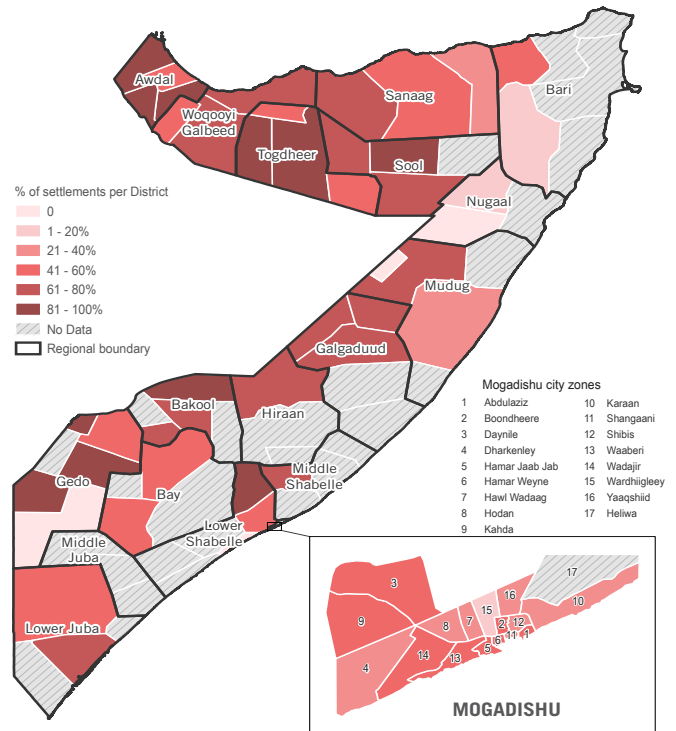 Awdal
Woqooyi
Galbeed
Togdheer
Sanaag
Bari
Sool
Nugaal
% of settlements per District
0
1 - 20%
21 - 40%
41 - 60%
61 - 80%
81 - 100%
No Data
Regional boundary
Mudug
Galgaduud
Bakool
Hiraan
Gedo
Bay
Middle
Shabelle
Lower
Shabelle
Middle
Juba
Lower Juba
Mogadishu city zones
1 Abdulaziz
2 Boondheere
3 Daynile
4 Dharkenley
5 Hamar Jaab Jab
6 Hamar Weyne
7 Hawl Wadaag
8 Hodan
9 Kahda
10 Karaan
11 Shangaani
12 Shibis
13 Waaberi
14 Wadajir
15 Wardhiigleey
16 Yaaqshiid
17 Heliwa
3
17
9
16
10
15
8
7
2
12
1
11
6
5
14
13
4
MOGADISHU